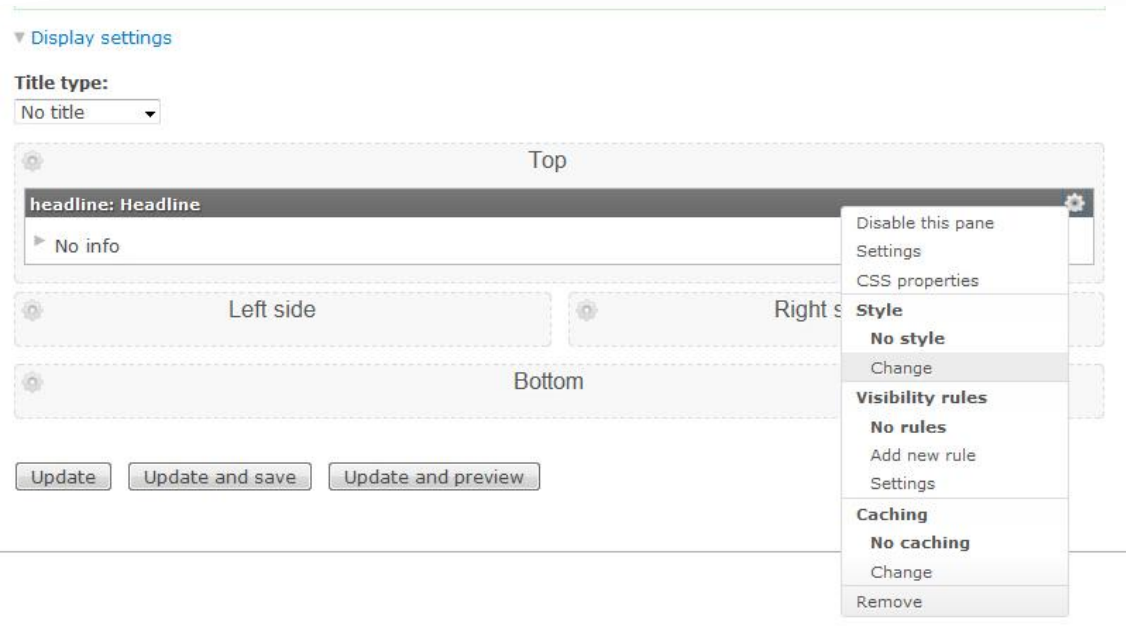 Display settings
Title type:
No title
Top
headline: Headline
No info
Disable this pane
Settings
CSS properties
Left side
Right s
Style
No style
Change
Bottom
Visibility rules
No rules
Add new rule
Settings
Update
Update and save
Update and preview
Caching
No caching
Change
Remove